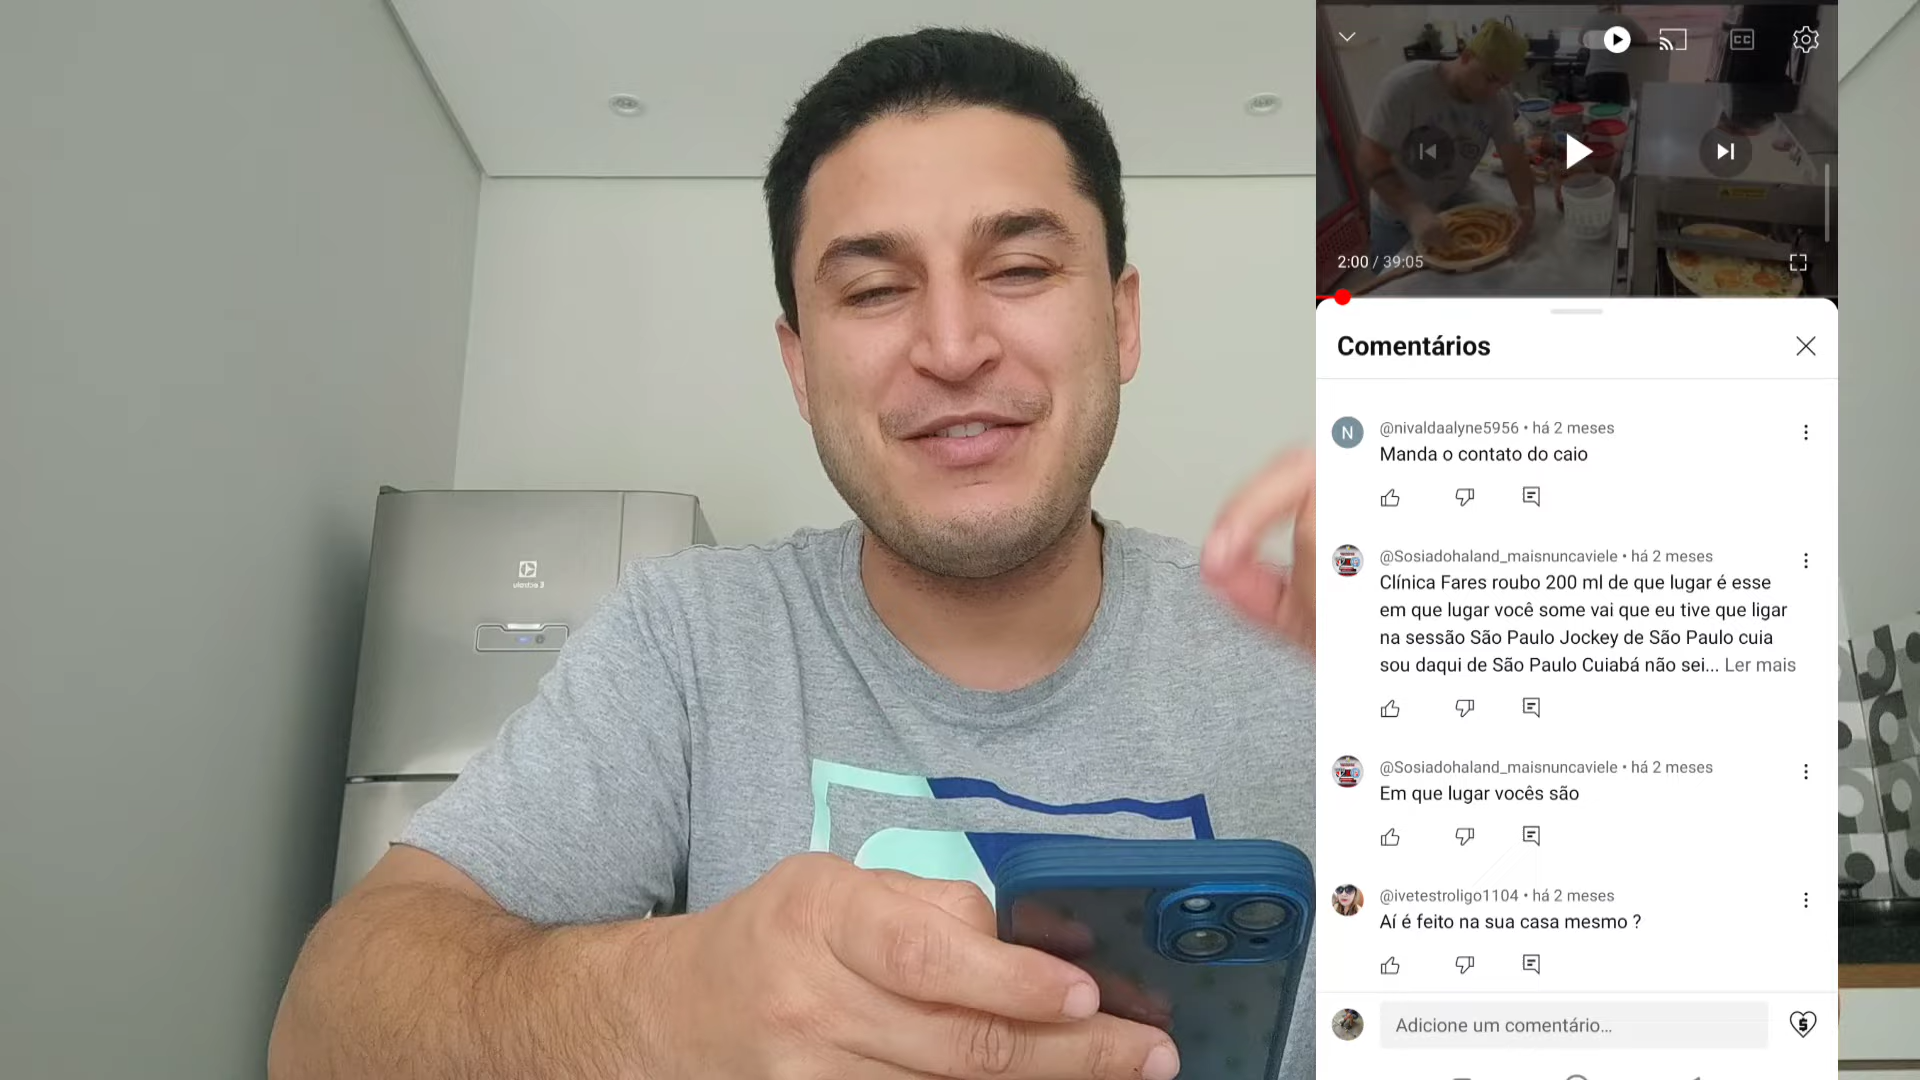 CC
2:00 / 39:05
Comentários
N
@nivaldaalyne5956 • há 2 meses
Manda o contato do caio
@Sosiadohaland_maisnuncaviele • há 2 meses
Clínica Fares roubo 200 ml de que lugar é esse
em que lugar você some vai que eu tive que ligar
na sessão São Paulo Jockey de São Paulo cuia
sou daqui de São Paulo Cuiabá não sei... Ler mais
@Sosiadohaland_maisnuncaviele • há 2 meses
Em que lugar vocês são
@ivetestroligo1104 • há 2 meses
Aí é feito na sua casa mesmo ?
Adicione um comentário...